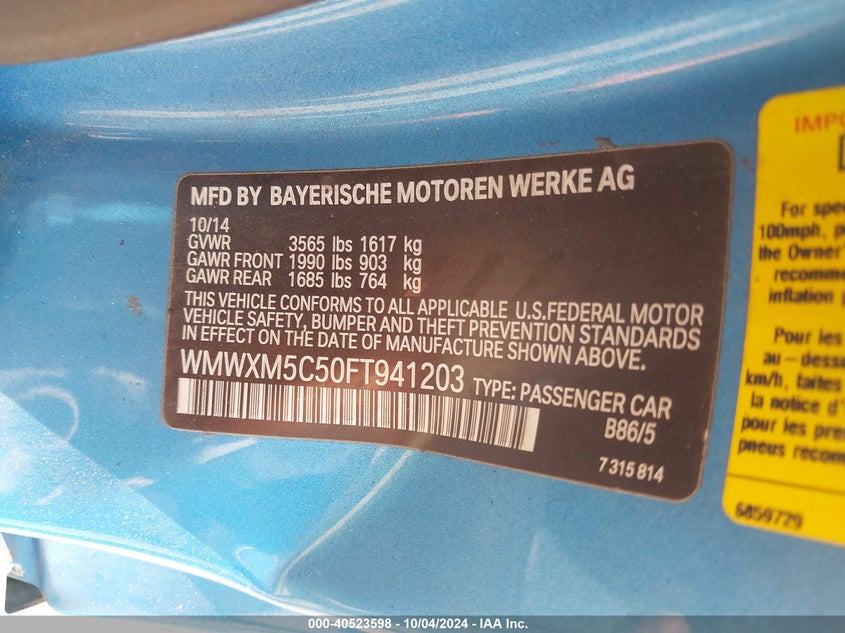 MFD BY BAYERISCHE MOTOREN WERKE AG
10/14
GVWR 3565 lbs 1617 kg
GAWR FRONT 1990 lbs 903 kg
GAWR REAR 1685 lbs 764 kg
THIS VEHICLE CONFORMS TO ALL APPLICABLE U.S.FEDERAL MOTOR
VEHICLE SAFETY, BUMPER AND THEFT PREVENTION STANDARDS
IN EFFECT ON THE DATE OF MANUFACTURE SHOWN ABOVE.
WMWXM5C50FT941203 TYPE: PASSENGER CAR
B86/5
7 315 814
IMPO
For spe
100mph, p
the Owner'
recomme
inflation p
Pour les
au-dess
km/h, faites
la notice d'
pour les pre
pneus recom
6859729
000-40523598 - 10/04/2024 - IAA Inc.